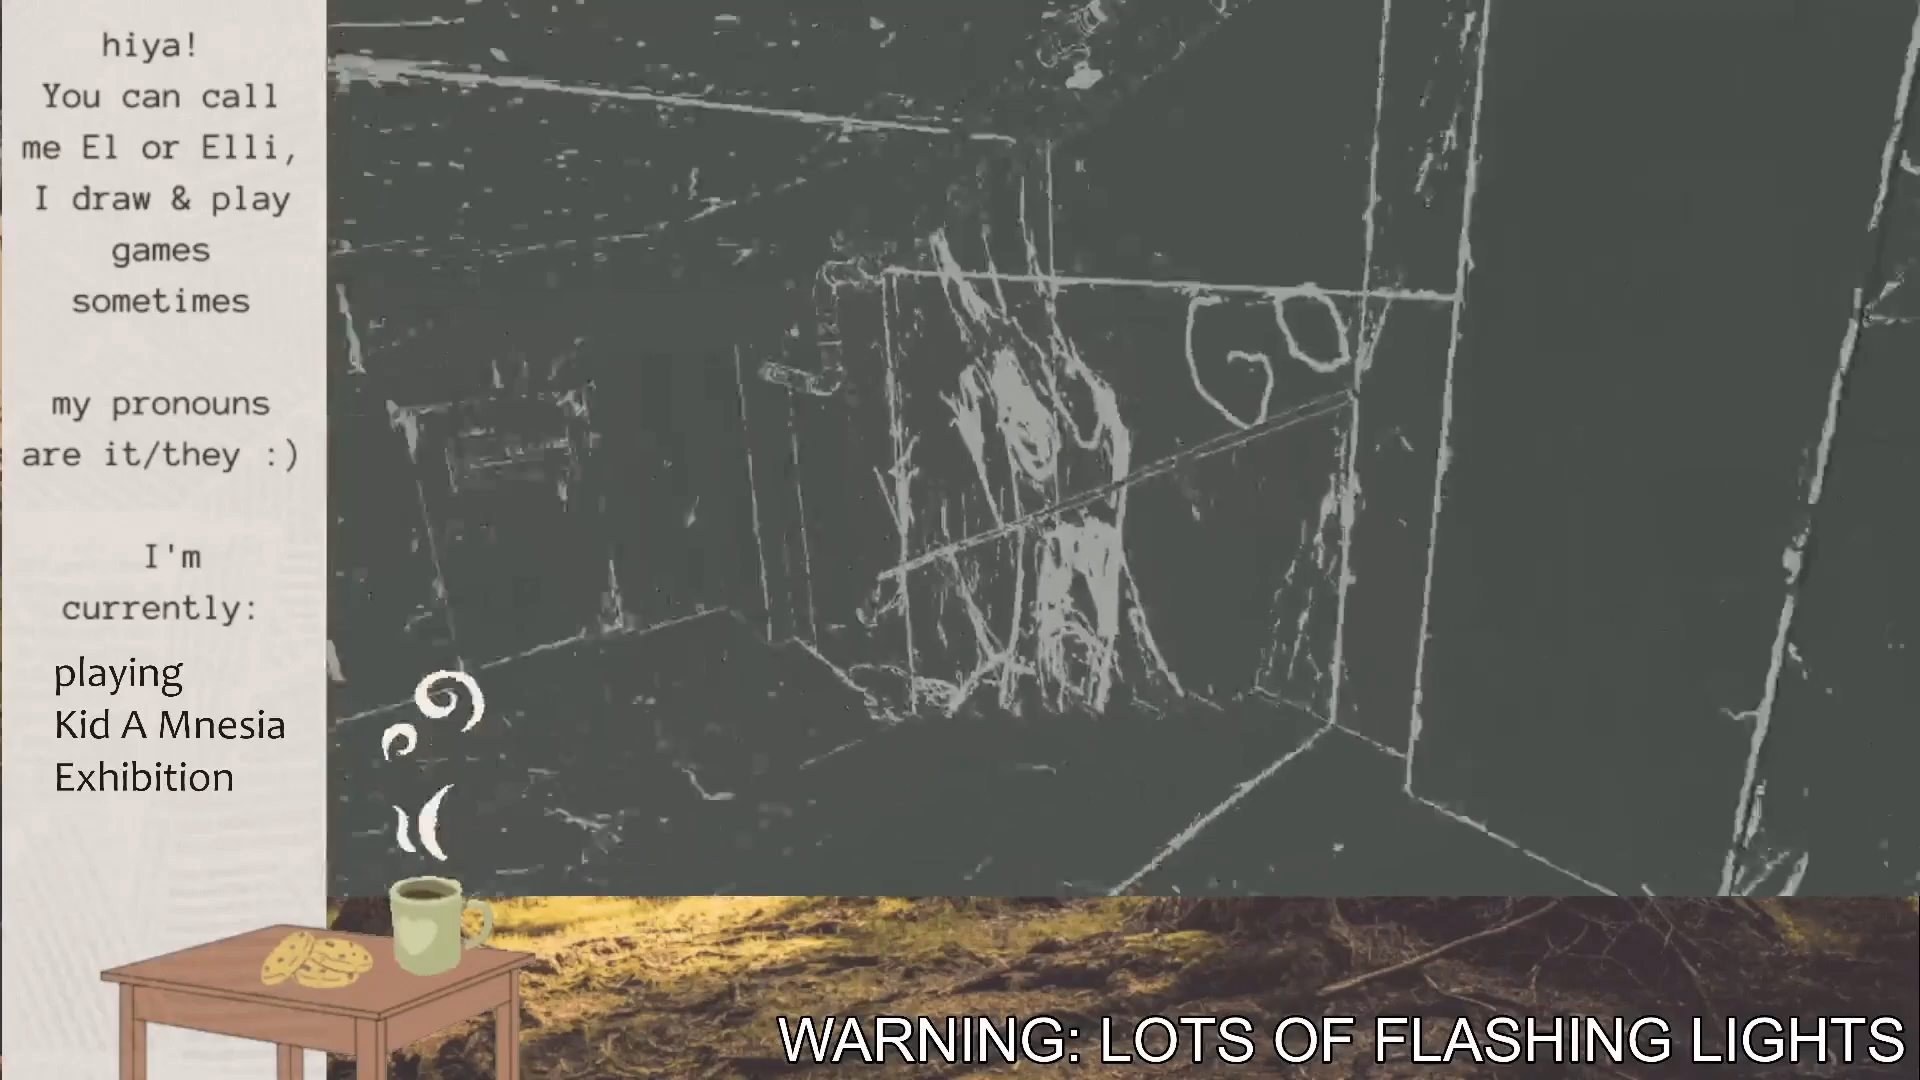 hiya!
You can call
me El or Elli,
I draw & play
games
sometimes
my pronouns
are it/they :)
I'm
currently:
playing
Kid A Mnesia
Exhibition
GO
WARNING: LOTS OF FLASHING LIGHTS